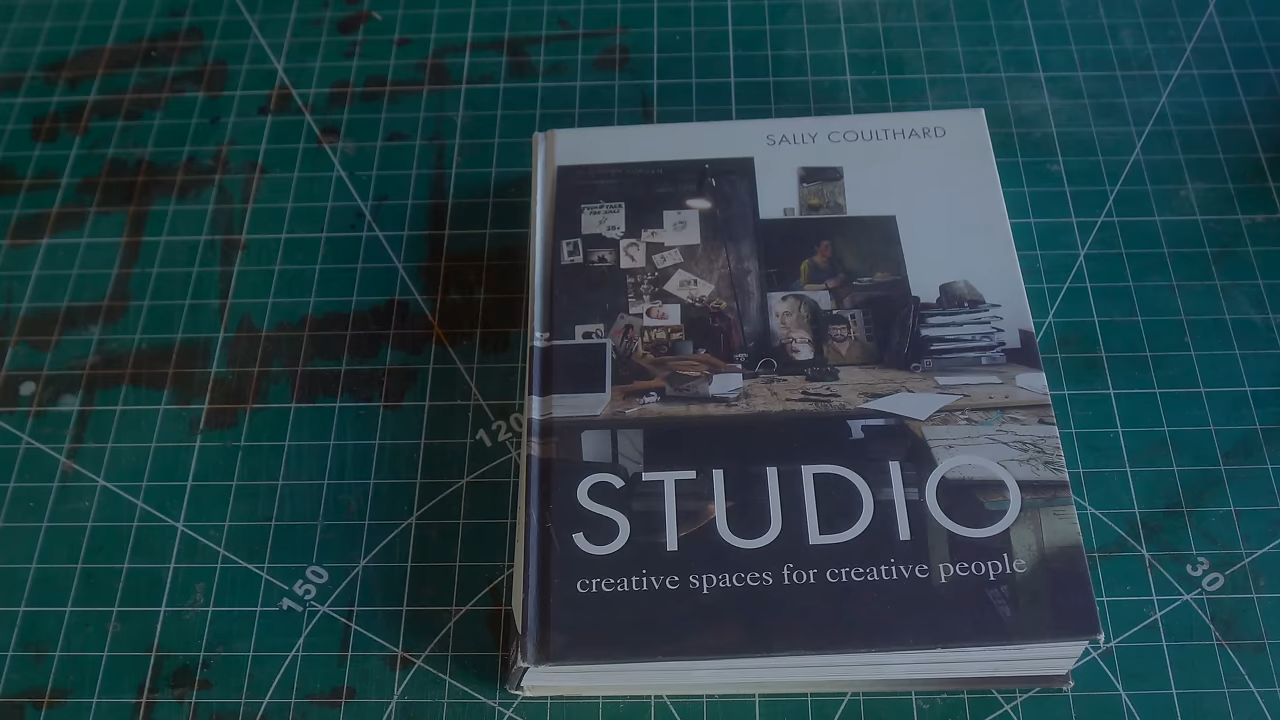 SALLY COULTHARD
STUDIO
creative spaces for creative people
120
150
30